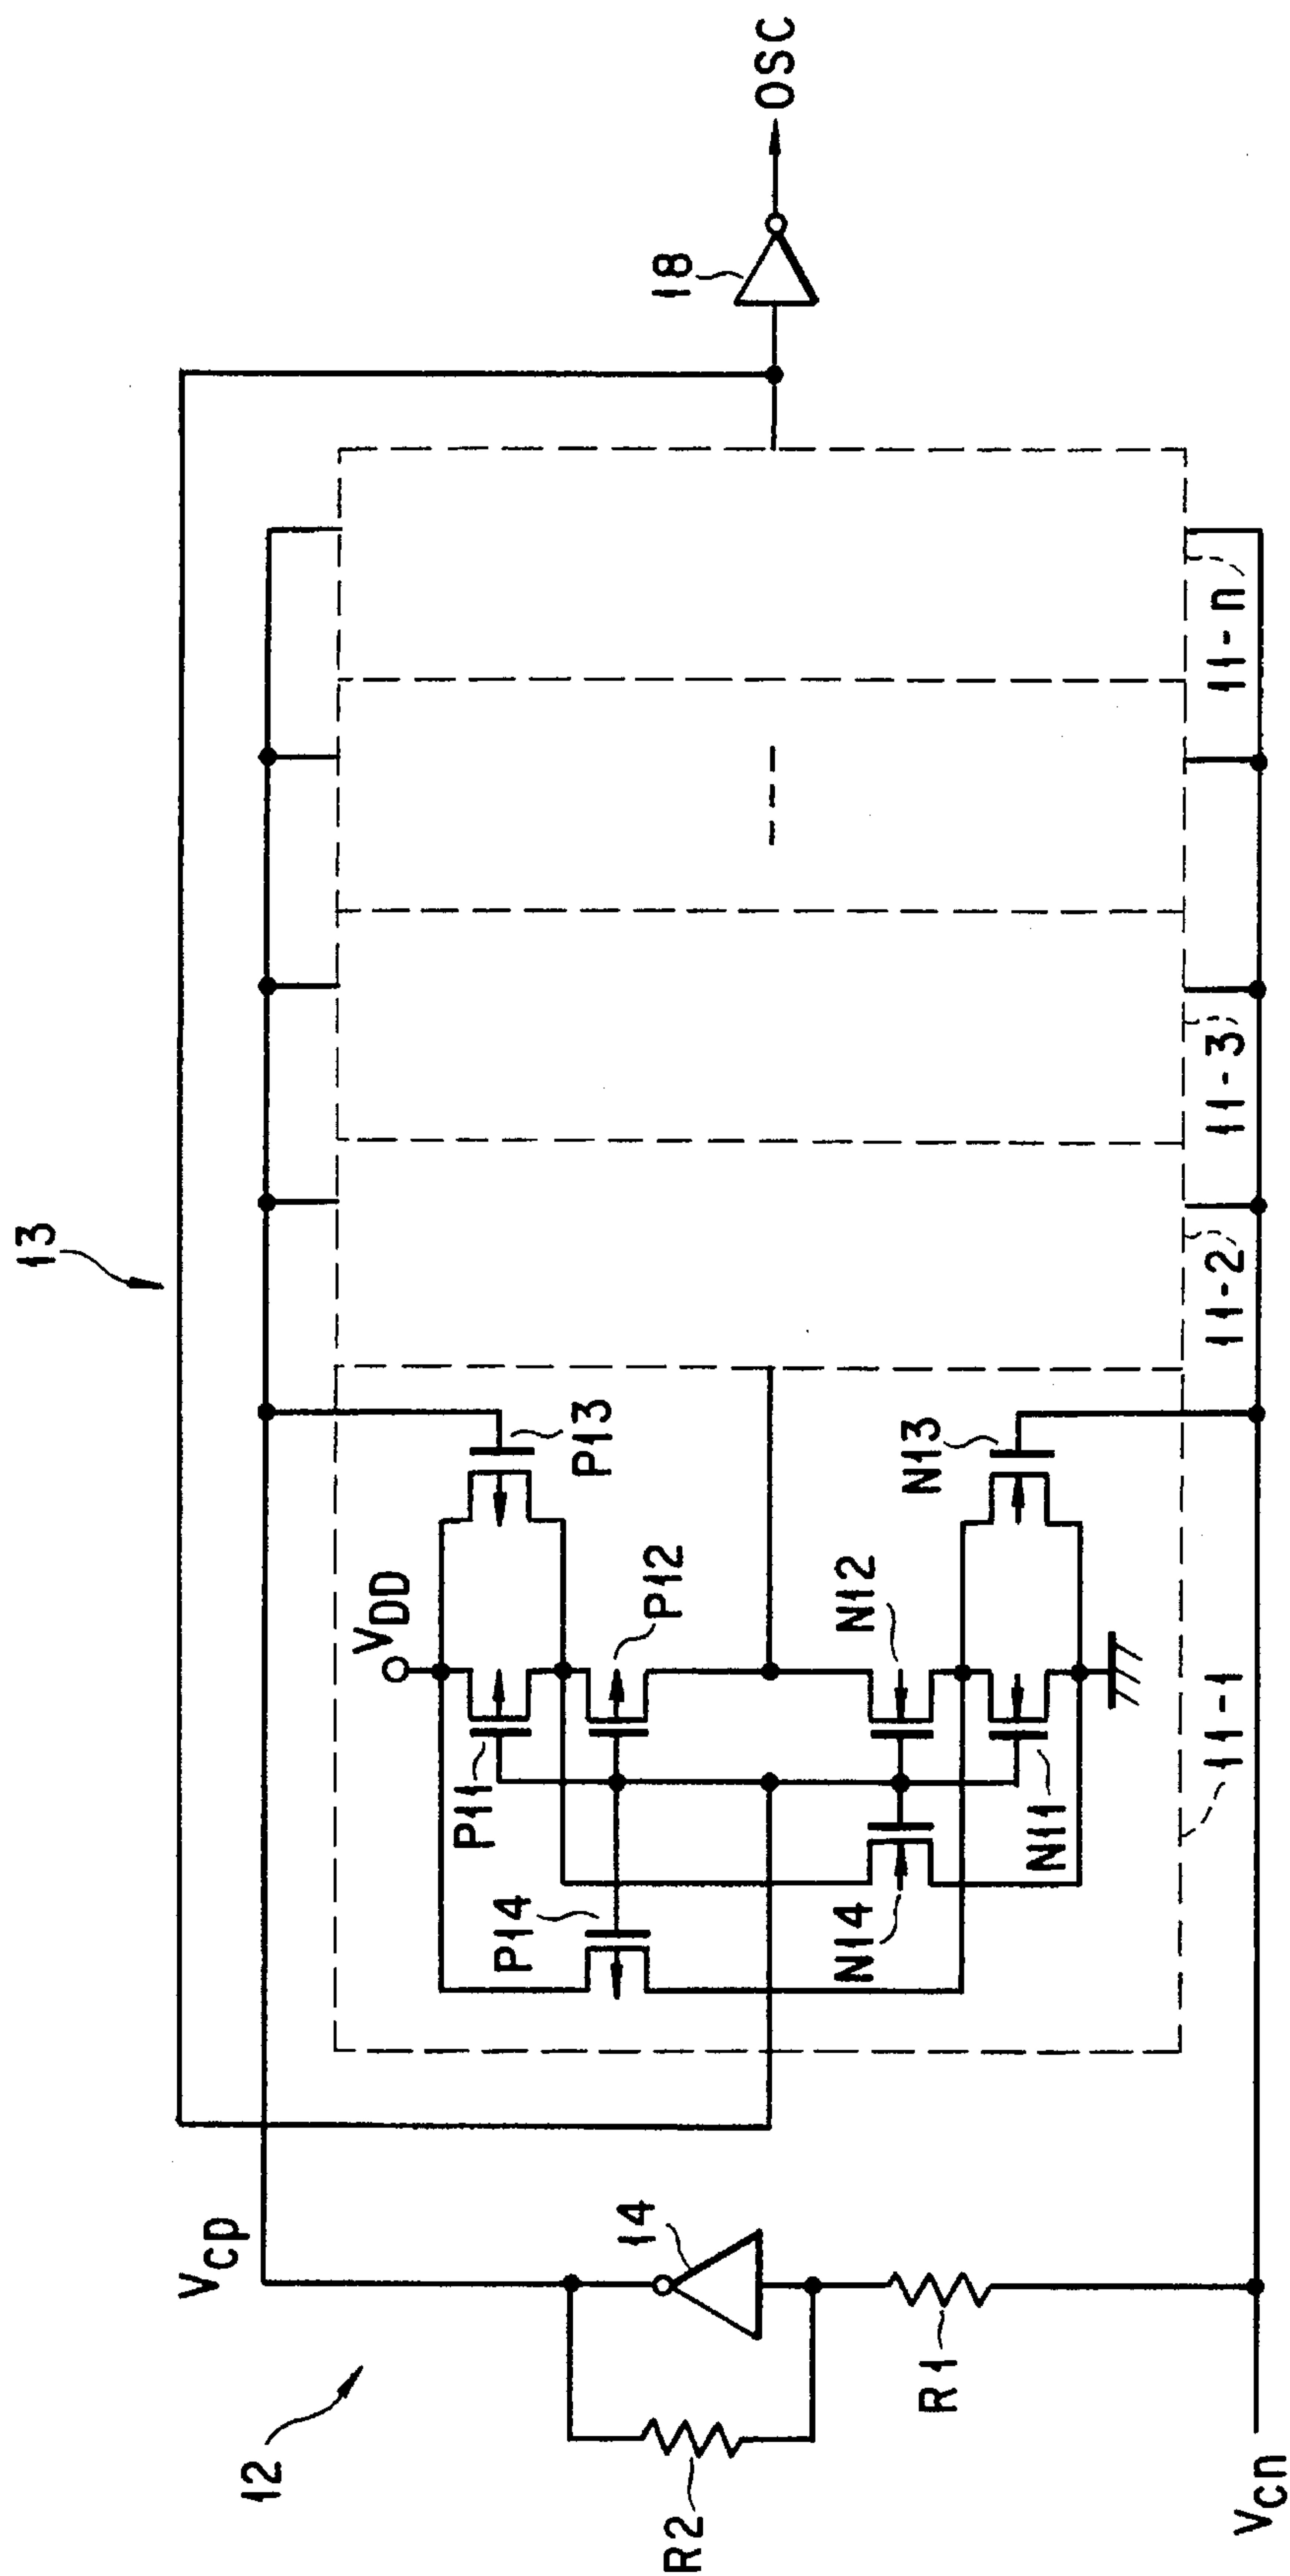 13
12
Vcp
VDD
P11
P12
P13
P14
N11
N12
N13
N14
14
R1
R2
Vcn
11-1
11-2
11-3
11-n
18
OSC